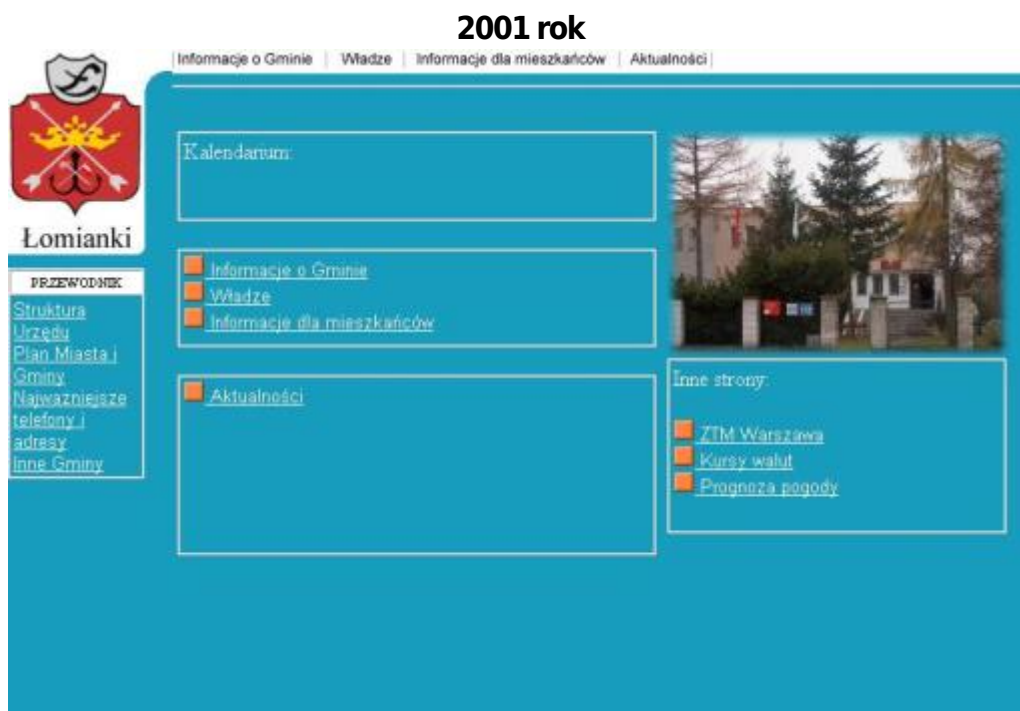 2001 rok
Informacje o Gminie | Władze | Informacje dla mieszkańców | Aktualności |
Łomianki
PRZEWODNIK
Struktura
Urzędu
Plan Miasta i
Gminy
Najwazniejsze
telefony i
adresy
Inne Gminy
Kalendarium:
Informacje o Gminie
Władze
Informacje dla mieszkańców
Aktualności
Inne strony:
ZTM Warszawa
Kursy walut
Prognoza pogody